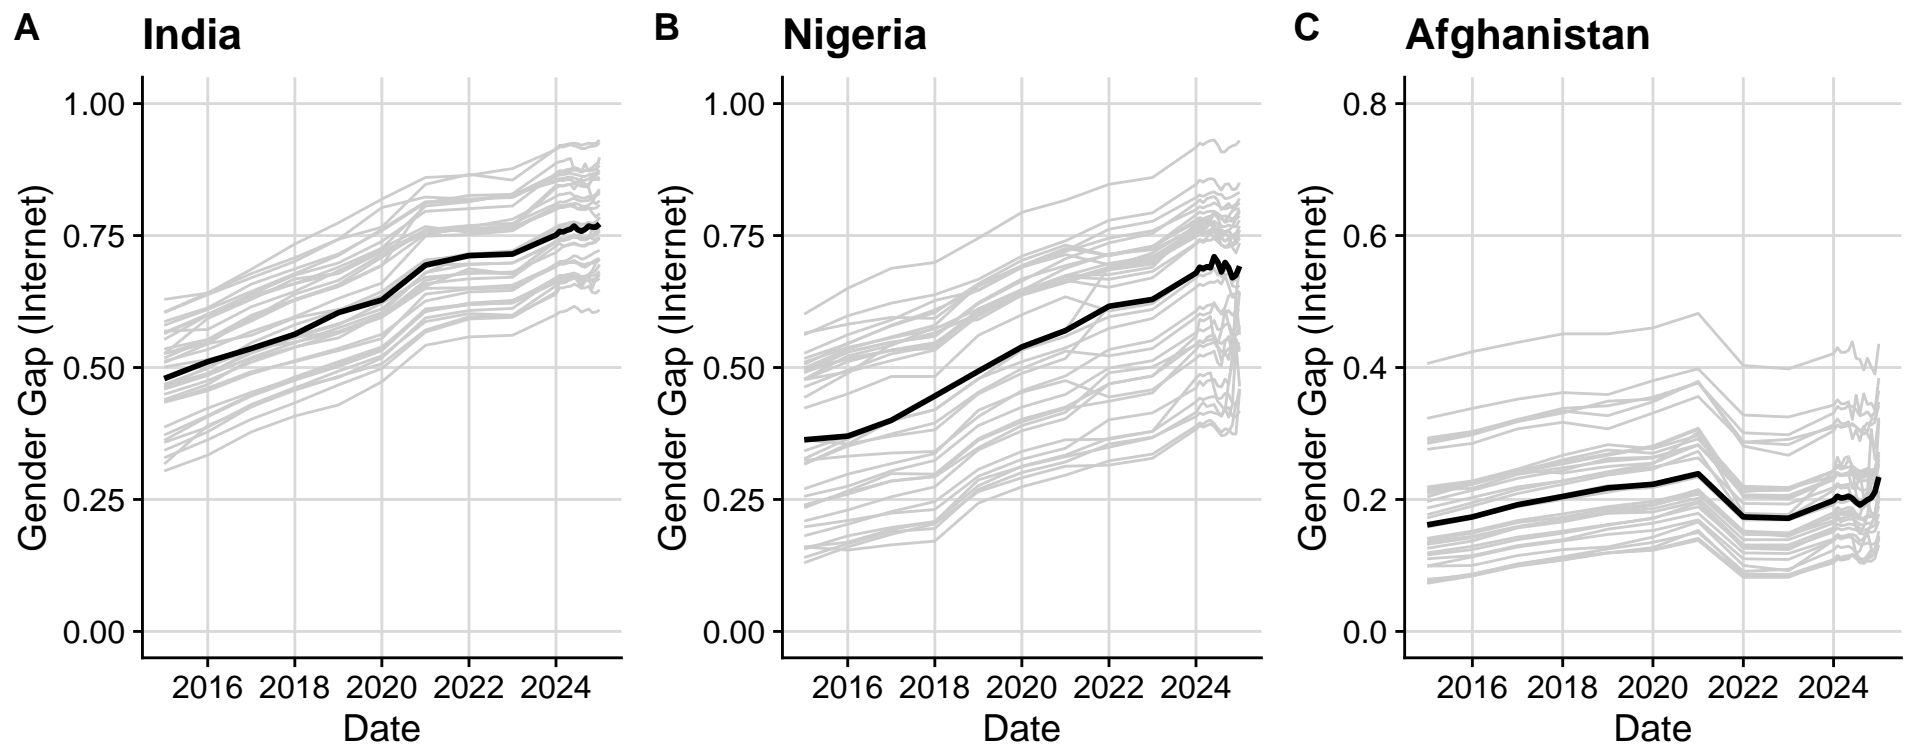 A India
Gender Gap (Internet)
1.00
0.75
0.50
0.25
0.00
2016 2018 2020 2022 2024
Date
B Nigeria
Gender Gap (Internet)
1.00
0.75
0.50
0.25
0.00
2016 2018 2020 2022 2024
Date
C Afghanistan
Gender Gap (Internet)
0.8
0.6
0.4
0.2
0.0
2016 2018 2020 2022 2024
Date